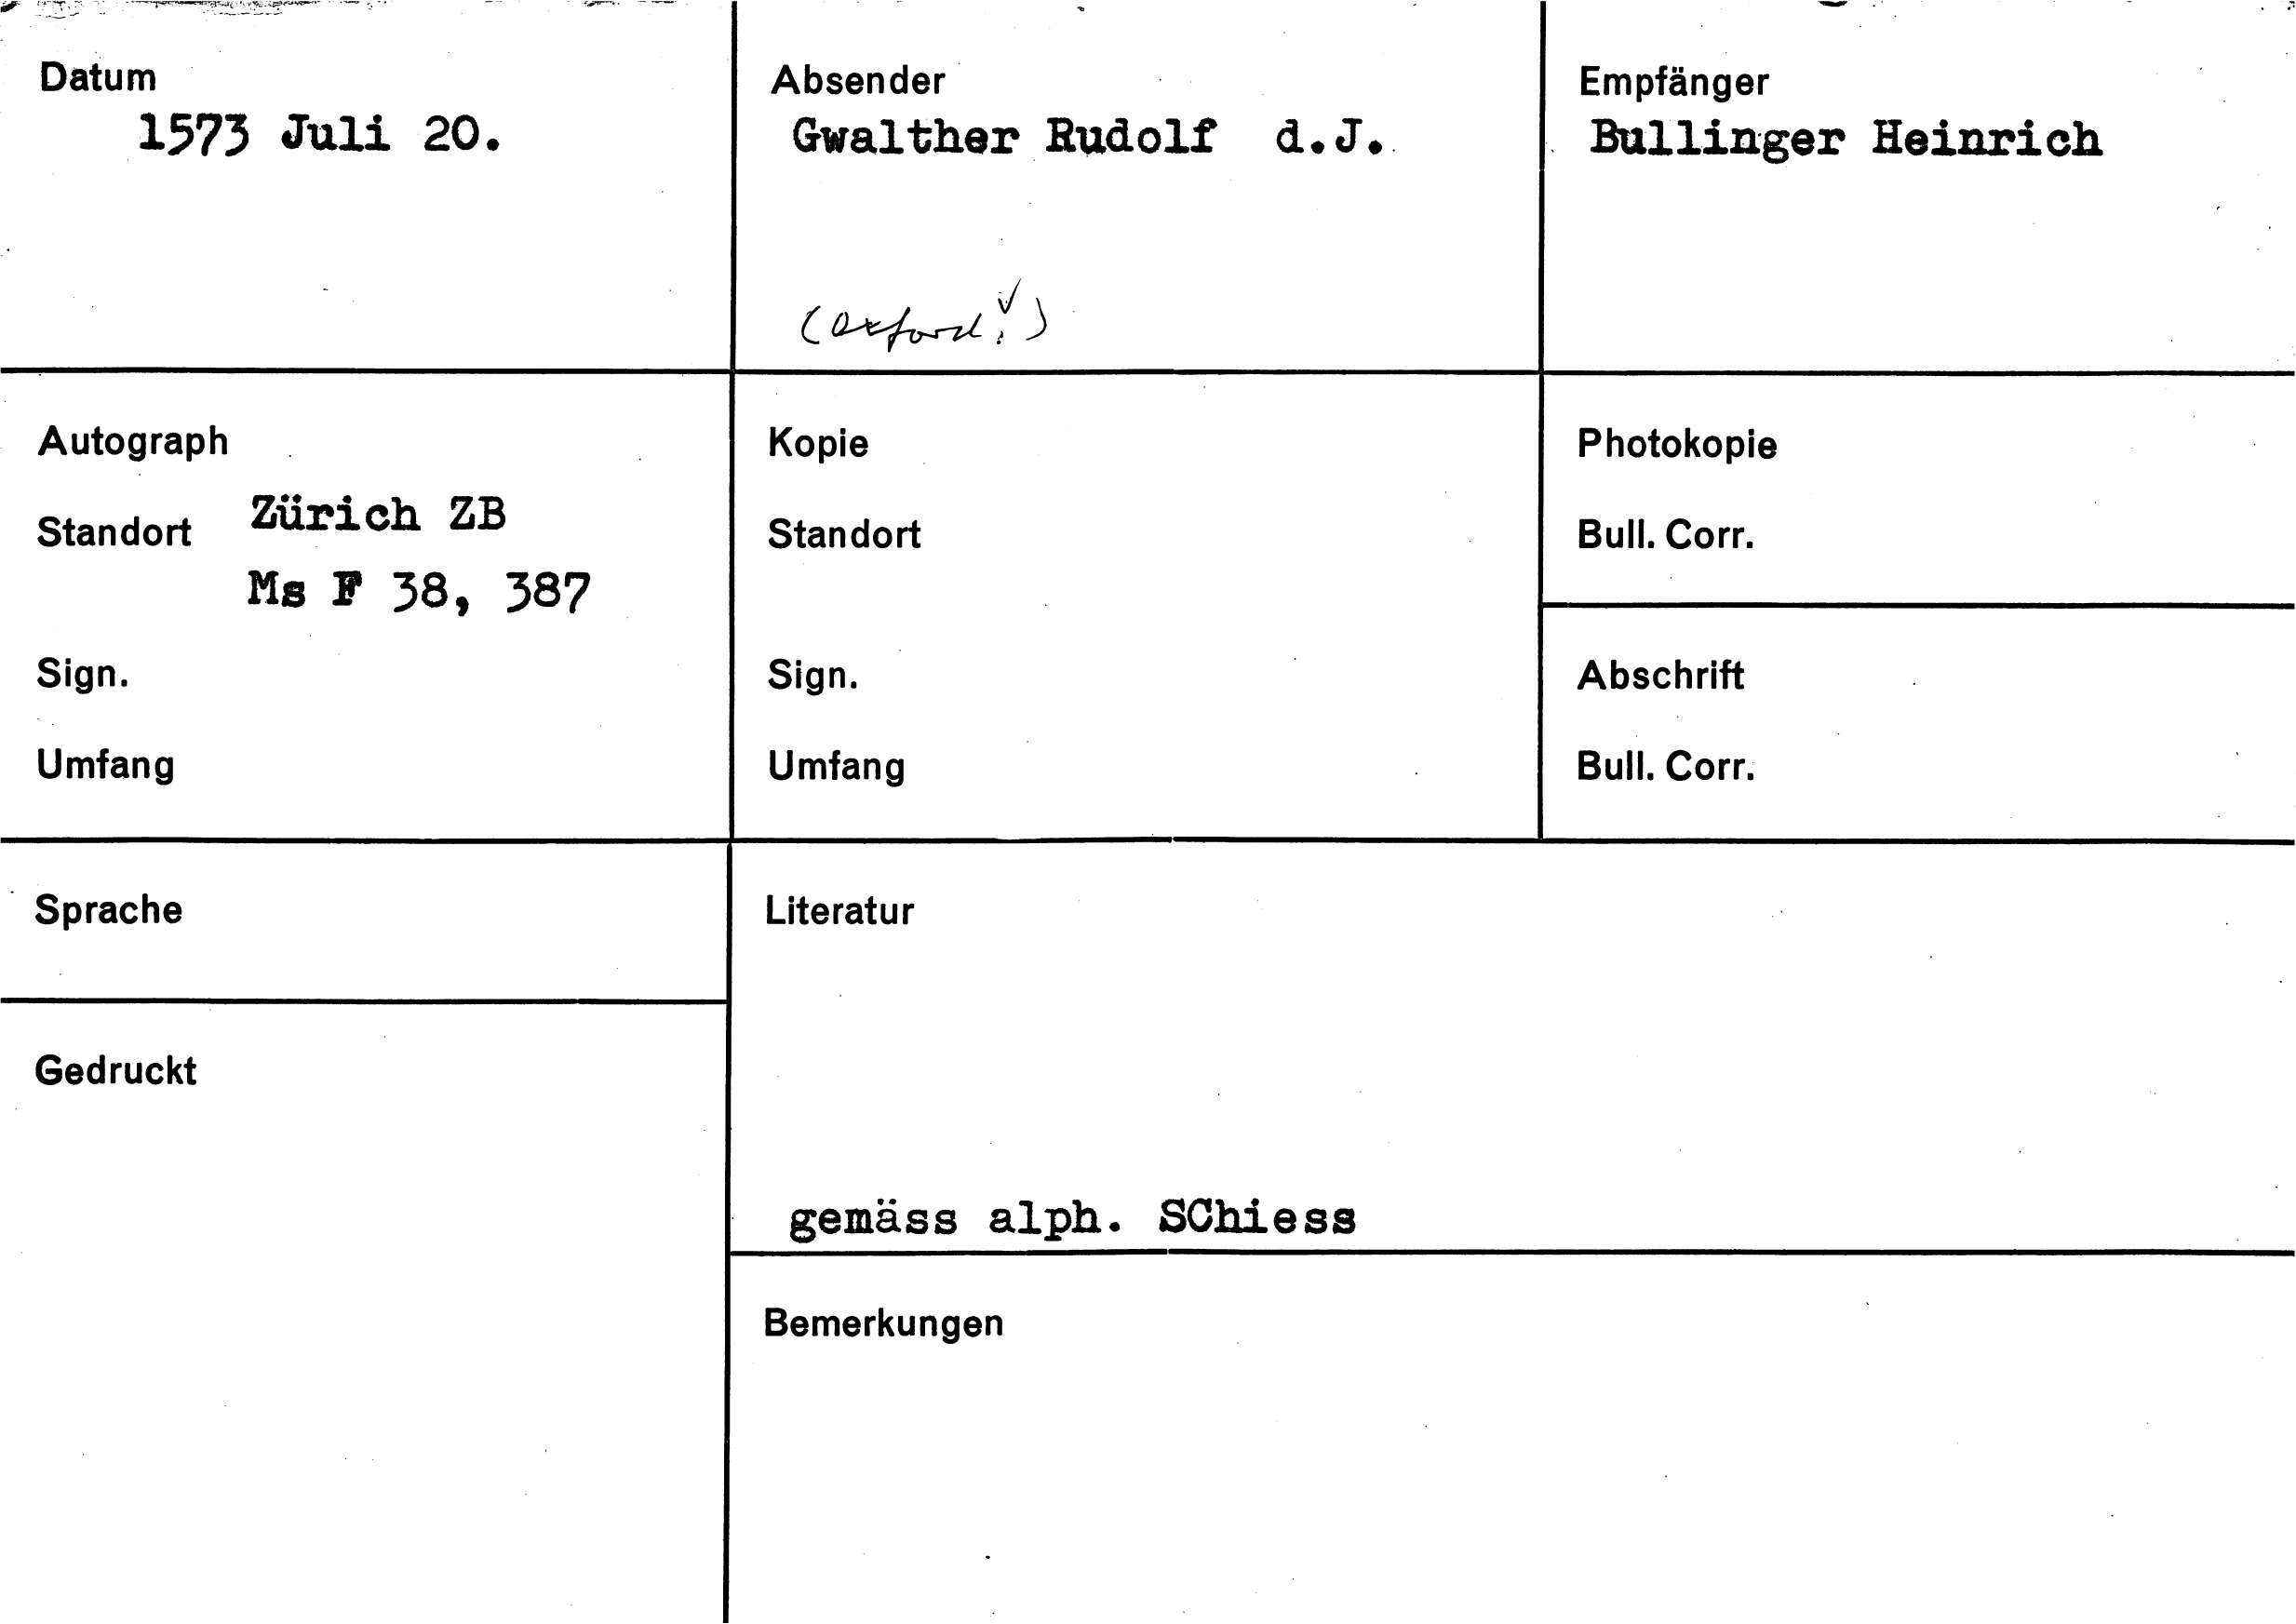 Datum
1573 Juli 20.
Absender
Gwalther Rudolf d.J.
(Oxford?)
Empfänger
Bullinger Heinrich
Autograph
Standort Zürich ZB
Ms F 38, 387
Sign.
Umfang
Kopie
Standort
Sign.
Umfang
Photokopie
Bull. Corr.
Abschrift
Bull. Corr.
Sprache
Gedruckt
Literatur
gemäss alph. SChiess
Bemerkungen